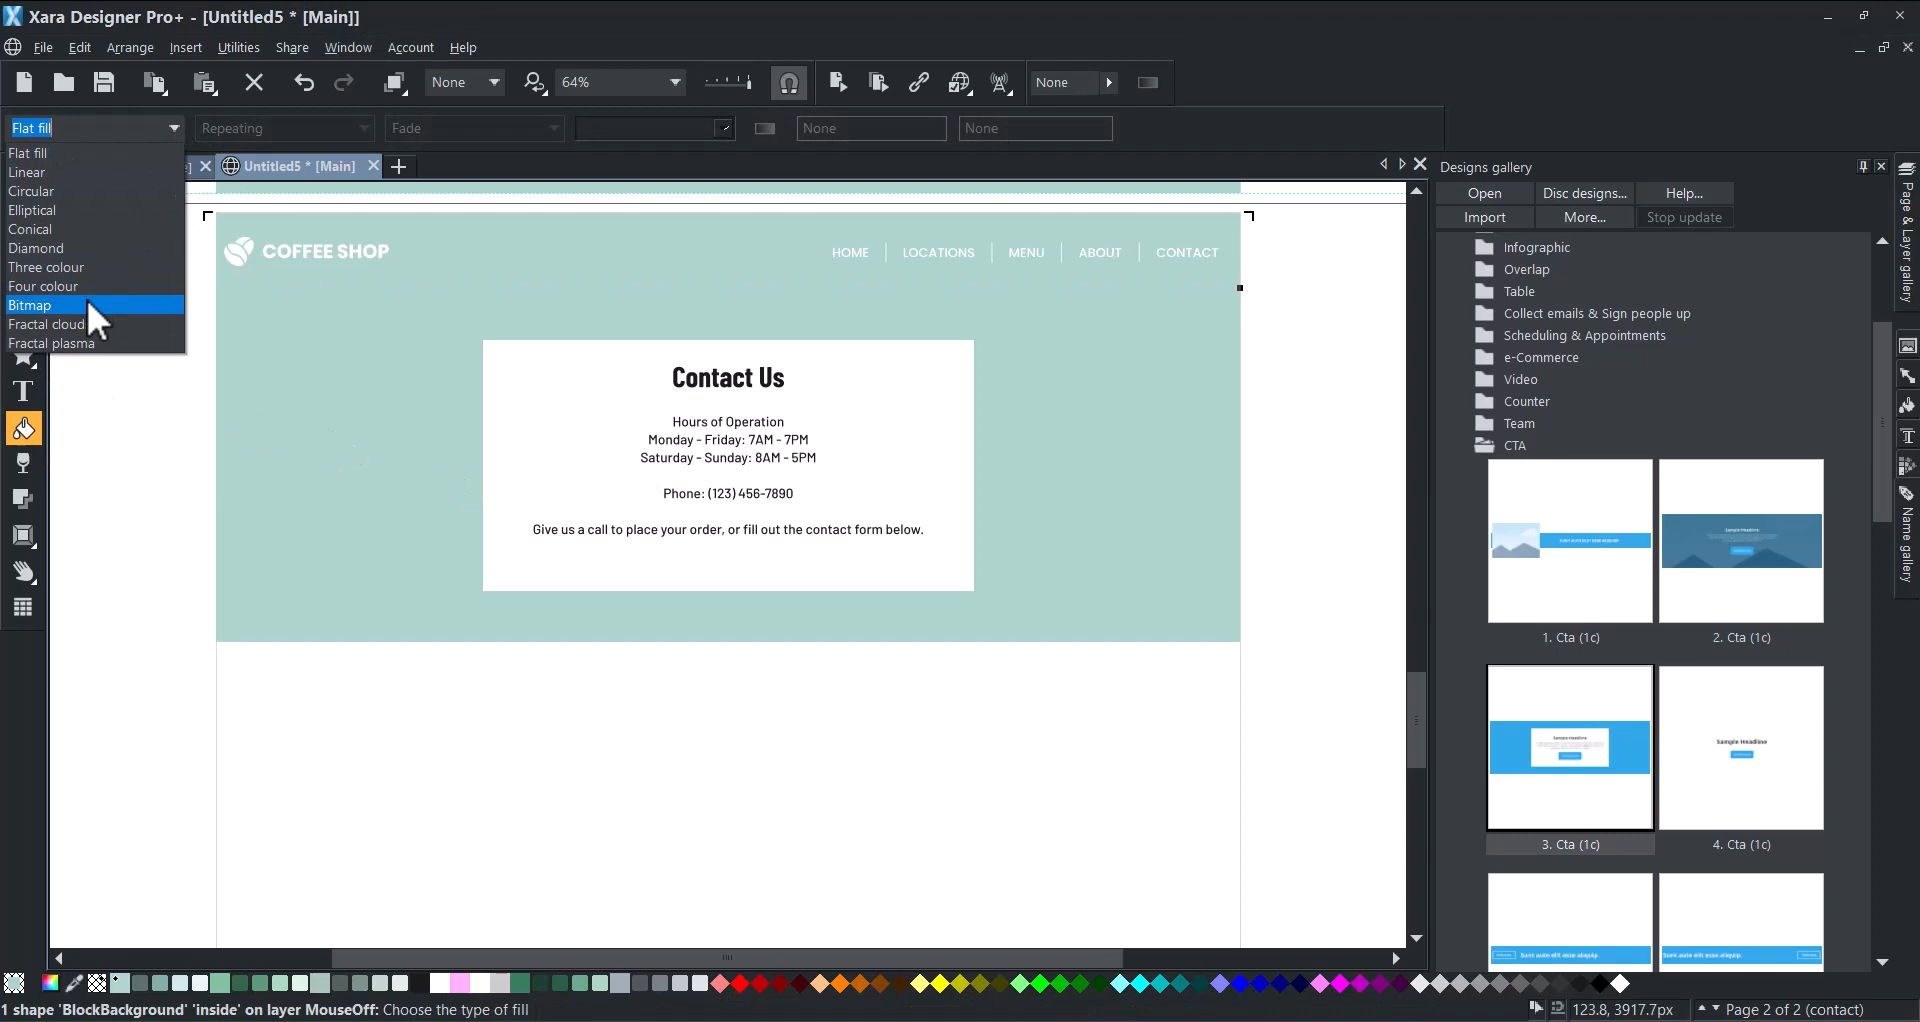 Xara Designer Pro+ - [Untitled5 * [Main]]
File Edit Arrange Insert Utilities Share Window Account Help
None 64% None
Flat fill Repeating Fade None None
Flat fill
Linear
Circular
Elliptical
Conical
Diamond
Three colour
Four colour
Bitmap
Fractal cloud
Fractal plasma
Untitled5 * [Main]
COFFEE SHOP
HOME LOCATIONS MENU ABOUT CONTACT
Contact Us
Hours of Operation
Monday - Friday: 7AM - 7PM
Saturday - Sunday: 8AM - 5PM
Phone: (123) 456-7890
Give us a call to place your order, or fill out the contact form below.
Designs gallery
Open Disc designs... Help...
Import More... Stop update
Infographic
Overlap
Table
Collect emails & Sign people up
Scheduling & Appointments
e-Commerce
Video
Counter
Team
CTA
Sample Headline
1. Cta (1c) 2. Cta (1c)
Sample Headline
Sample Headline
3. Cta (1c) 4. Cta (1c)
Page & Layer gallery
Name gallery
1 shape 'BlockBackground' 'inside' on layer MouseOff: Choose the type of fill
123.8, 3917.7px Page 2 of 2 (contact)